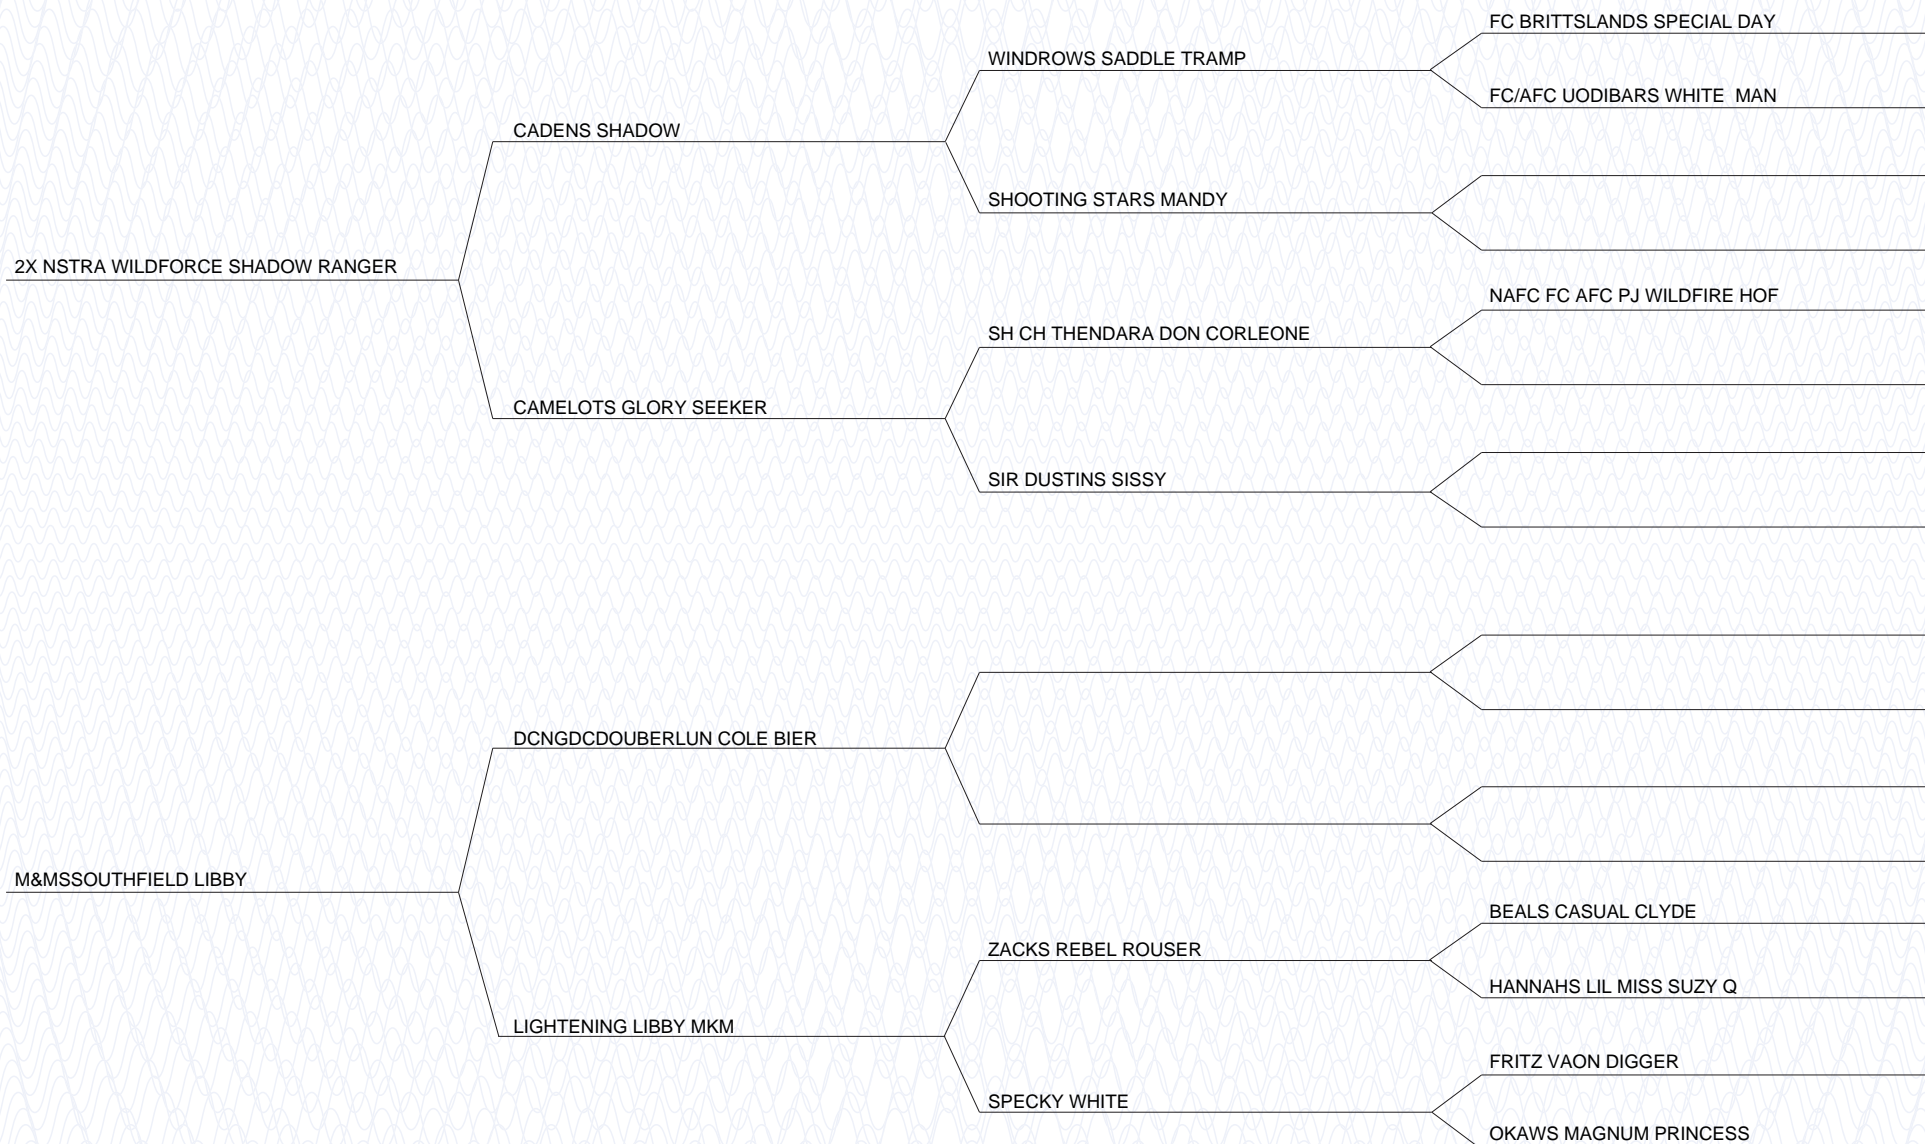 FC BRITTSLANDS SPECIAL DAY
WINDROWS SADDLE TRAMP
FC/AFC UODIBARS WHITE  MAN
CADENS SHADOW
SHOOTING STARS MANDY
2X NSTRA WILDFORCE SHADOW RANGER
NAFC FC AFC PJ WILDFIRE HOF
SH CH THENDARA DON CORLEONE
CAMELOTS GLORY SEEKER
SIR DUSTINS SISSY
DCNGDCDOUBERLUN COLE BIER
M&MSSOUTHFIELD LIBBY
BEALS CASUAL CLYDE
ZACKS REBEL ROUSER
HANNAHS LIL MISS SUZY Q
LIGHTENING LIBBY MKM
FRITZ VAON DIGGER
SPECKY WHITE
OKAWS MAGNUM PRINCESS